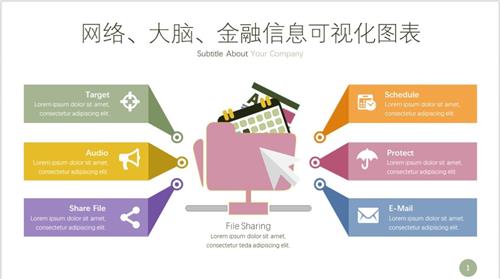 网络、大脑、金融信息可视化图表
Subtitle About Your Company
Target
Lorem ipsum dolor sit amet,
consectetur adipiscing elit.
Audio
Lorem ipsum dolor sit amet,
consectetur adipiscing elit.
Share File
Lorem ipsum dolor sit amet,
consectetur adipiscing elit.
Schedule
Lorem ipsum dolor sit amet,
consectetur adipiscing elit.
Protect
Lorem ipsum dolor sit amet,
consectetur adipiscing elit.
E-Mail
Lorem ipsum dolor sit amet,
consectetur adipiscing elit.
File Sharing
Lorem ipsum dolor sit amet,
consectetur teda adipiscing elit.
1